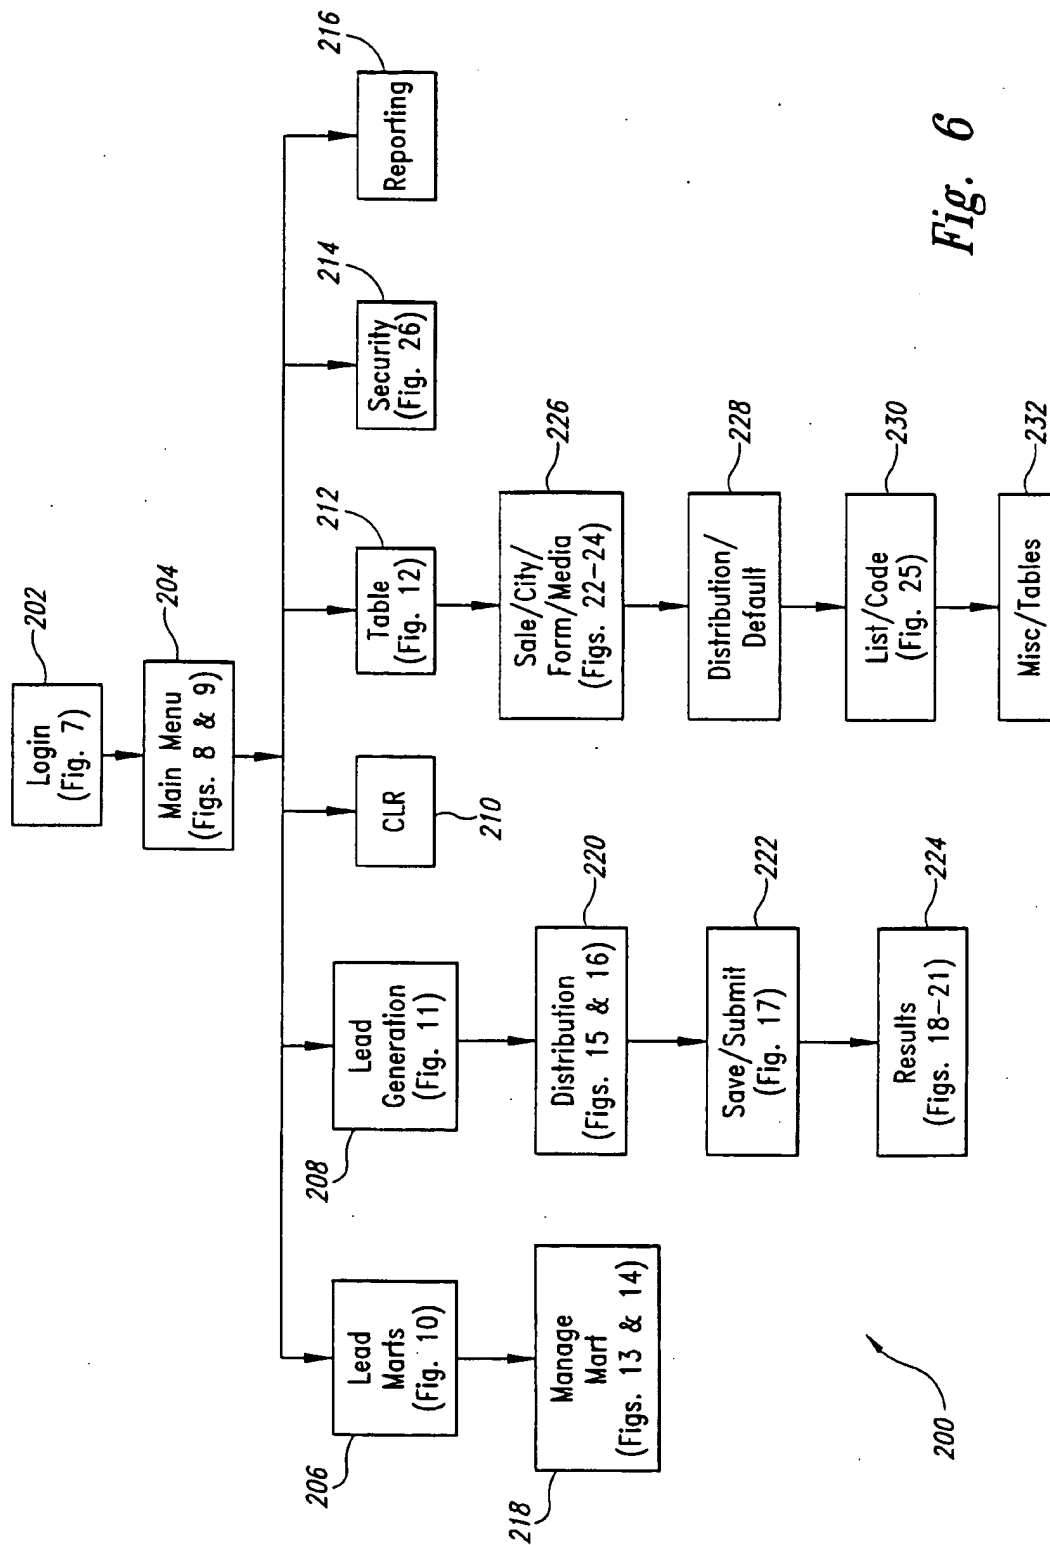 202
Login
(Fig. 7)
204
Main Menu
(Figs. 8 & 9)
206
Lead
Marts
(Fig. 10)
208
Lead
Generation
(Fig. 11)
CLR
210
212
Table
(Fig. 12)
214
Security
(Fig. 26)
216
Reporting
218
Manage
Mart
(Figs. 13 & 14)
220
Distribution
(Figs. 15 & 16)
222
Save/Submit
(Fig. 17)
224
Results
(Figs. 18-21)
226
Sale/City/
Form/Media
(Figs. 22-24)
228
Distribution/
Default
230
List/Code
(Fig. 25)
232
Misc/Tables
200
Fig. 6